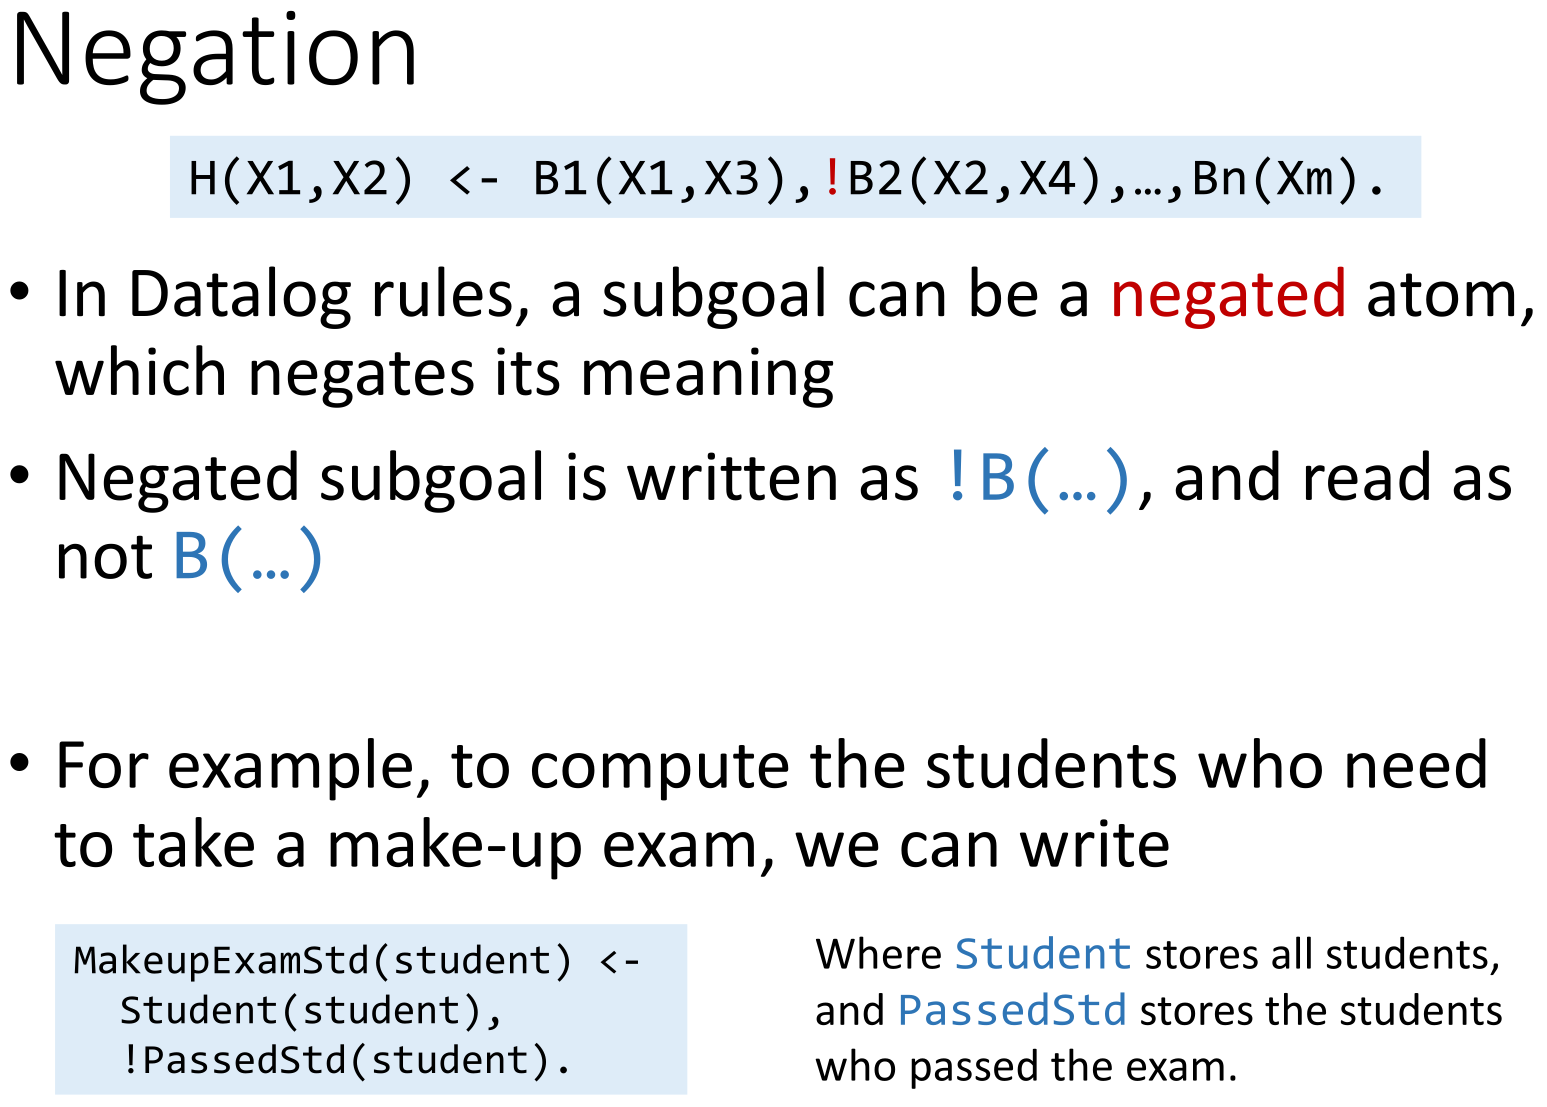 Negation
H(X1,X2) <- B1(X1,X3),!B2(X2,X4),…,Bn(Xm).
• In Datalog rules, a subgoal can be a negated atom,
which negates its meaning
• Negated subgoal is written as !B(…), and read as
not B(…)
• For example, to compute the students who need
to take a make-up exam, we can write
MakeupExamStd(student) <-
Student(student),
!PassedStd(student).
Where Student stores all students,
and PassedStd stores the students
who passed the exam.